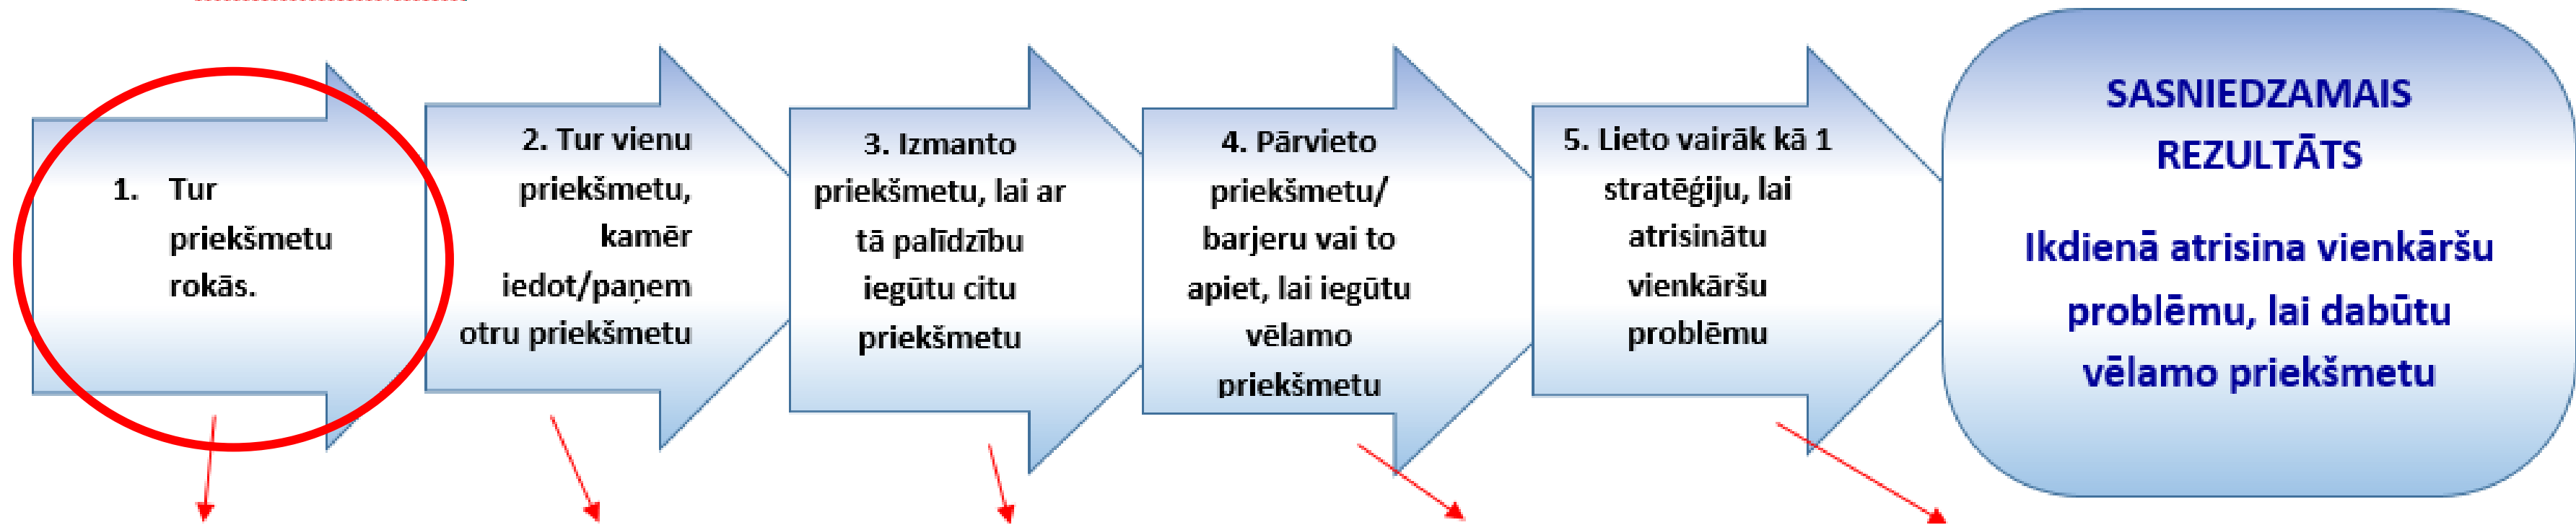 1. Tur
priekšmetu
rokās.
2. Tur vienu
priekšmetu,
kamēr
iedot/paņem
otru priekšmetu
3. Izmanto
priekšmetu, lai ar
tā palīdzību
iegūtu citu
priekšmetu
4. Pārvieto
priekšmetu/
barjeru vai to
apiet, lai iegūtu
vēlamo
priekšmetu
5. Lieto vairāk kā 1
stratēģiju, lai
atrisinātu
vienkāršu
problēmu
SASNIEDZAMAIS
REZULTĀTS
Ikdienā atrisina vienkāršu
problēmu, lai dabūtu
vēlamo priekšmetu